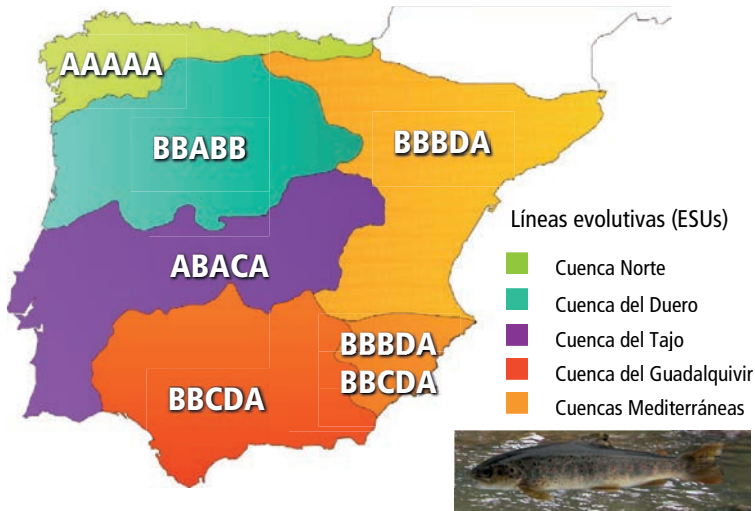 AAAAA
BBABB
BBBDA
ABACA
BBBDA
BBCDA
BBCDA
Líneas evolutivas (ESUs)
Cuenca Norte
Cuenca del Duero
Cuenca del Tajo
Cuenca del Guadalquivir
Cuencas Mediterráneas